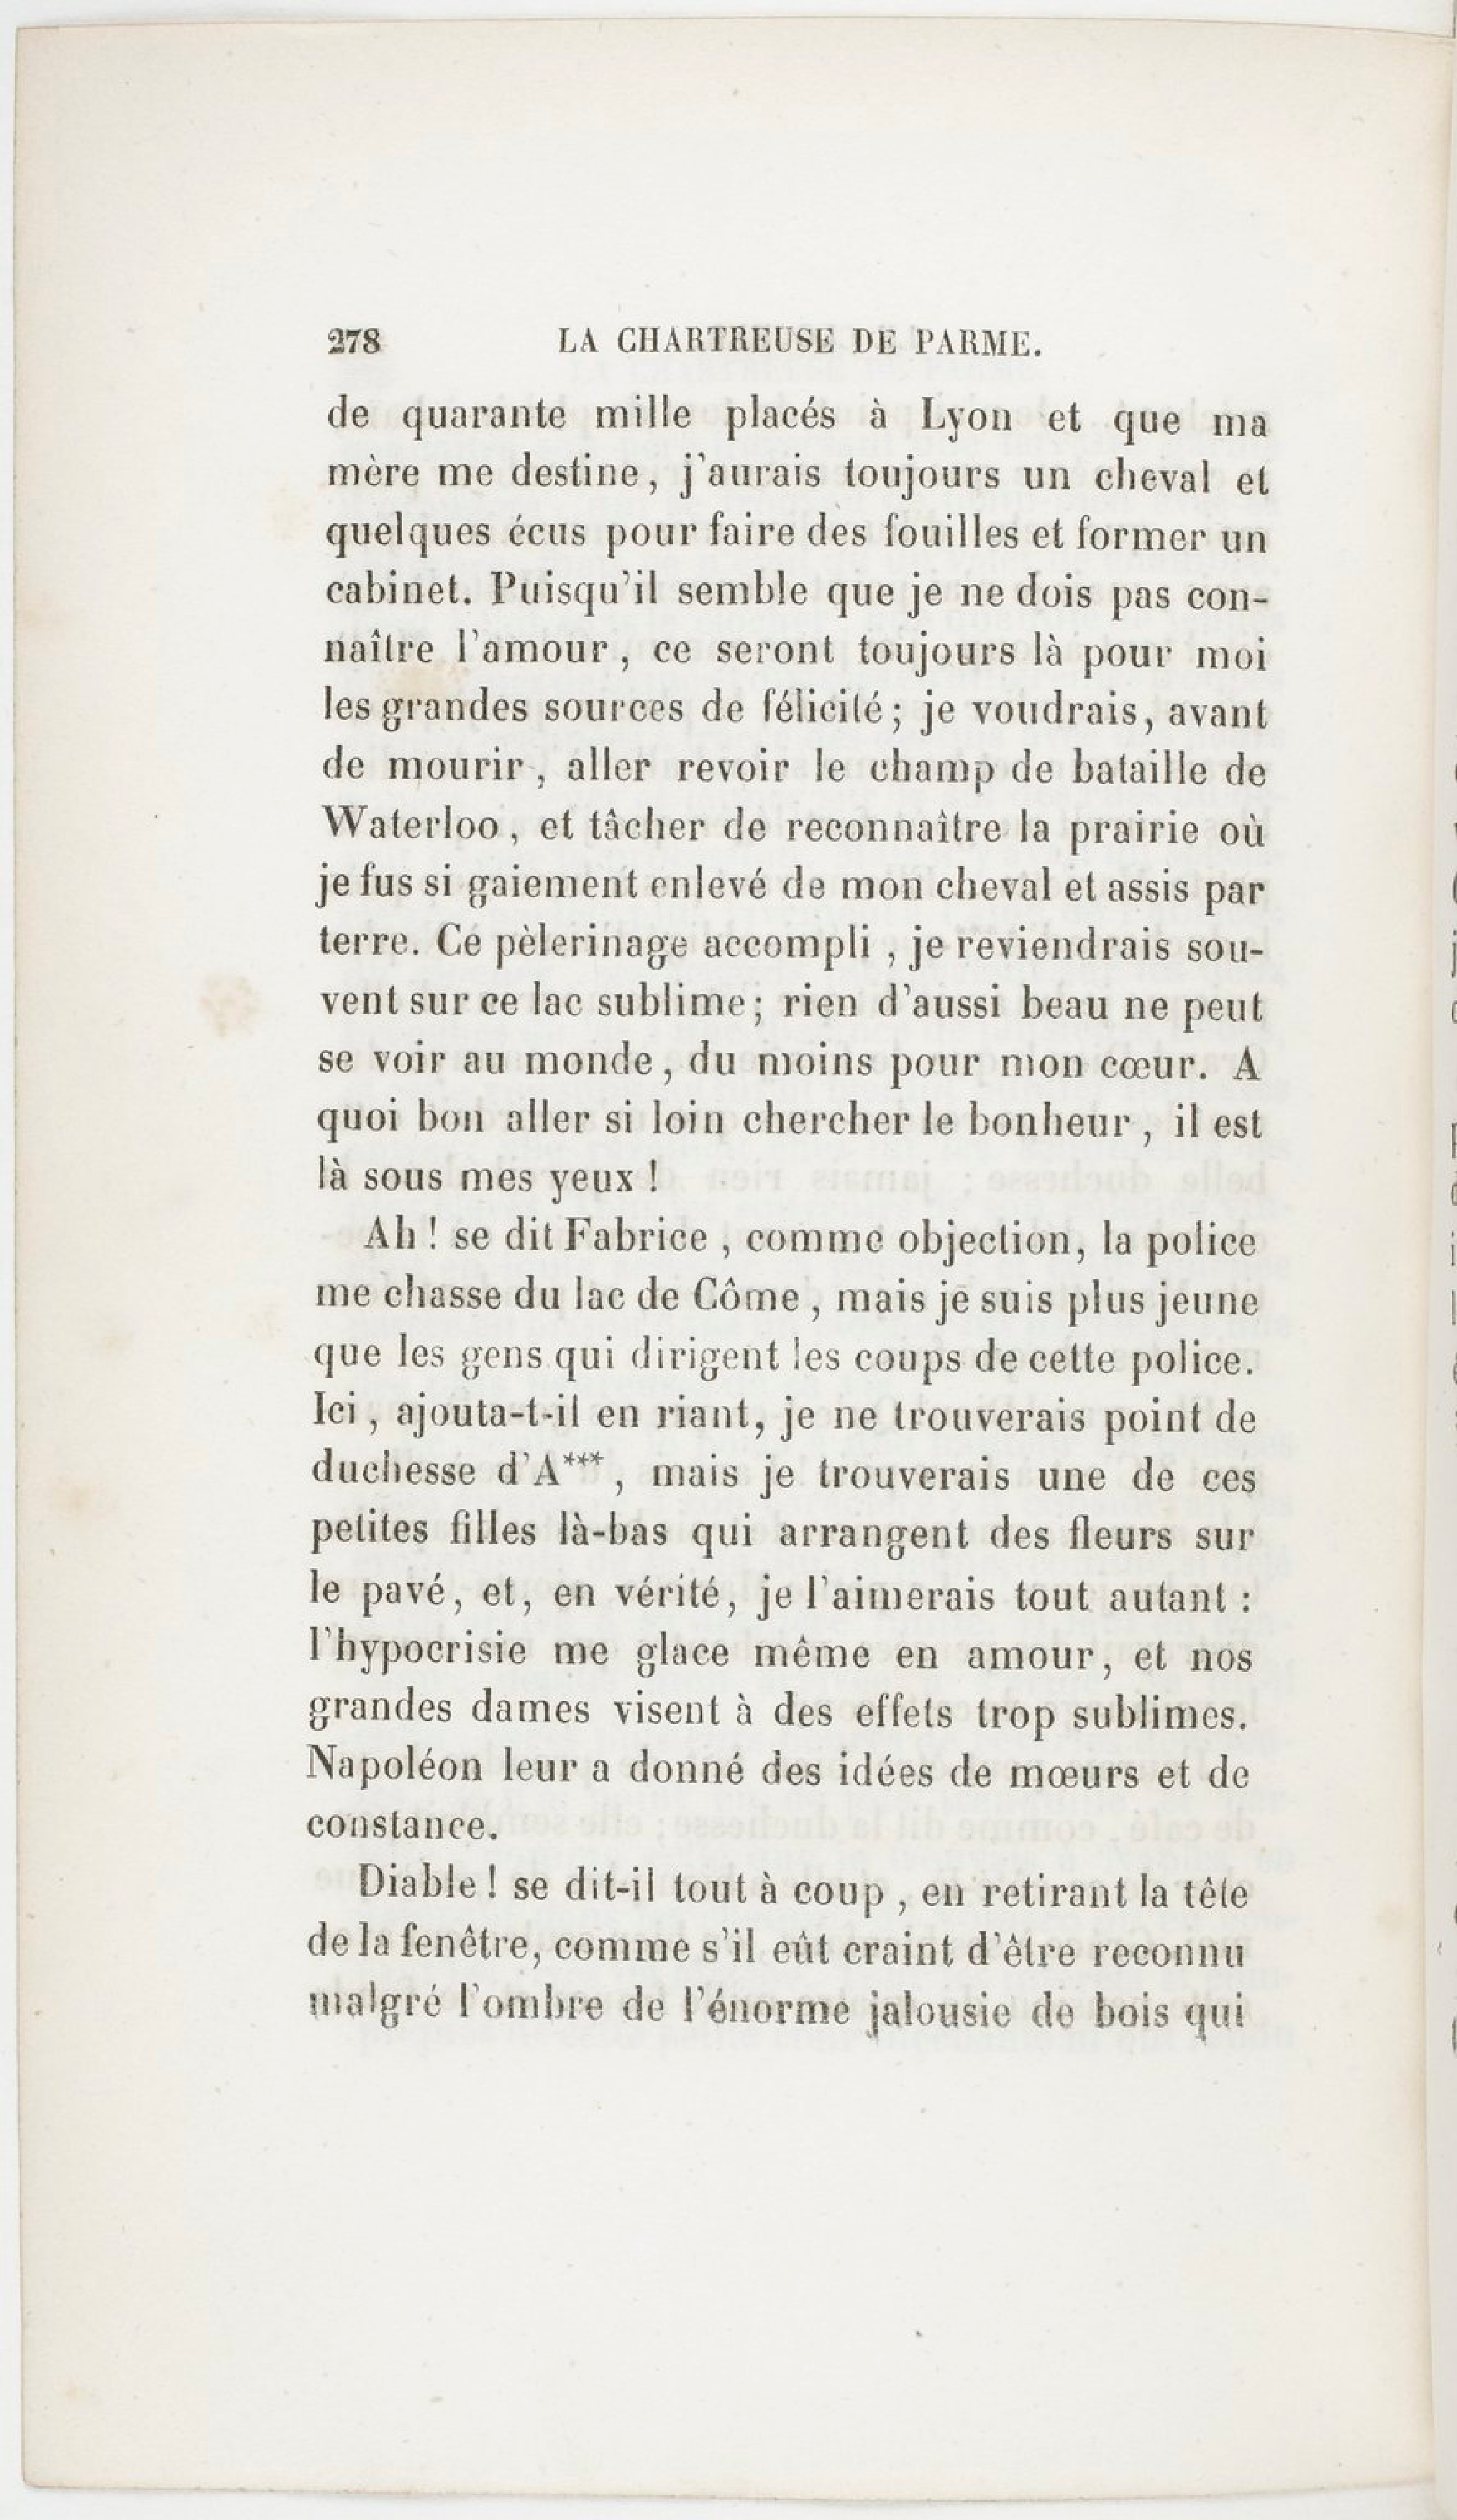 278 LA CHARTREUSE DE PARME.
de quarante mille placés à Lyon et que ma
mère me destine, j'aurais toujours un cheval et
quelques écus pour faire des fouilles et former un
cabinet. Puisqu'il semble que je ne dois pas con-
naître l'amour, ce seront toujours là pour moi
les grandes sources de félicité; je voudrais, avant
de mourir, aller revoir le champ de bataille de
Waterloo, et tâcher de reconnaître la prairie où
je fus si gaiement enlevé de mon cheval et assis par
terre. Ce pèlerinage accompli, je reviendrais sou-
vent sur ce lac sublime; rien d'aussi beau ne peut
se voir au monde, du moins pour mon cœur. A
quoi bon aller si loin chercher le bonheur, il est
là sous mes yeux !
Ah ! se dit Fabrice, comme objection, la police
me chasse du lac de Côme, mais je suis plus jeune
que les gens qui dirigent les coups de cette police.
Ici, ajouta-t-il en riant, je ne trouverais point de
duchesse d'A***, mais je trouverais une de ces
petites filles là-bas qui arrangent des fleurs sur
le pavé, et, en vérité, je l'aimerais tout autant :
l'hypocrisie me glace même en amour, et nos
grandes dames visent à des effets trop sublimes.
Napoléon leur a donné des idées de mœurs et de
constance.
Diable ! se dit-il tout à coup, en retirant la tête
de la fenêtre, comme s'il eût craint d'être reconnu
malgré l'ombre de l'énorme jalousie de bois qui